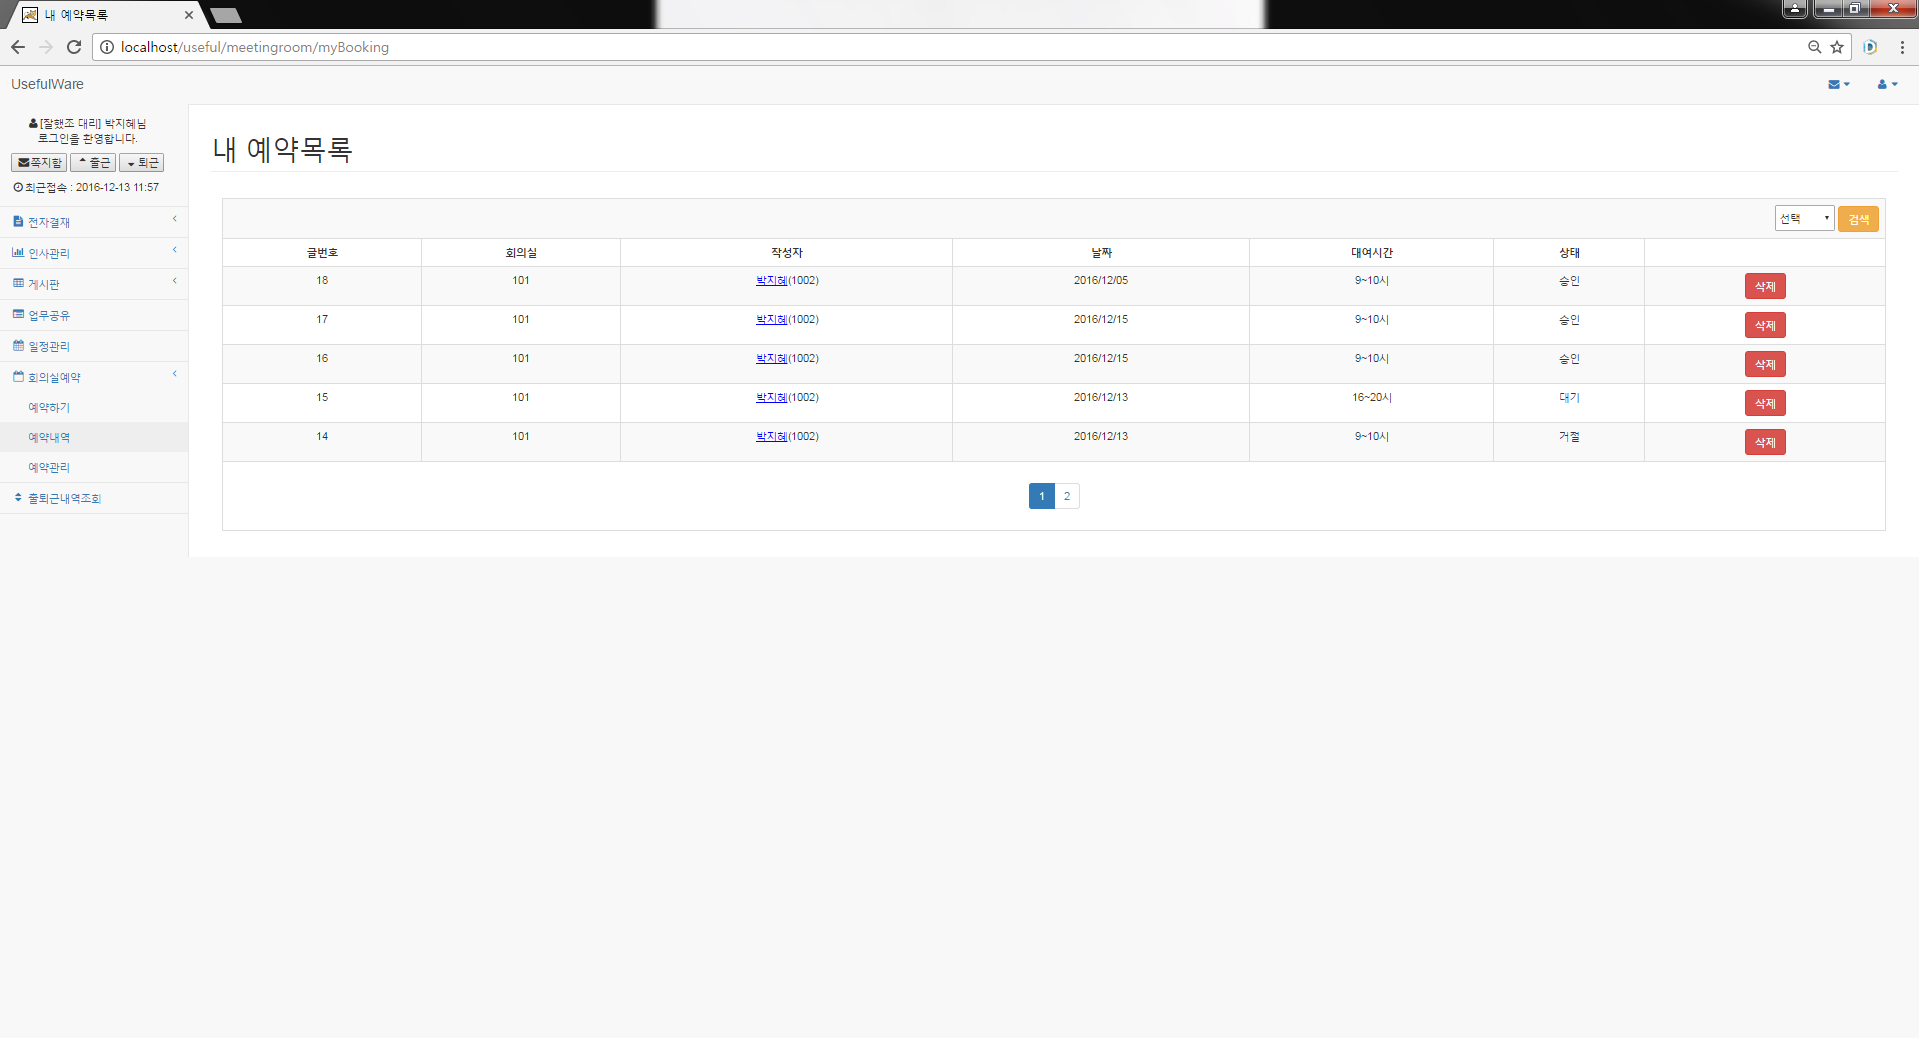 내 예약목록
localhost/useful/meetingroom/myBooking
UsefulWare
[잘했조 대리] 박지혜님
로그인을 환영합니다.
쪽지함 출근 퇴근
최근접속 : 2016-12-13 11:57
전자결재
인사관리
게시판
업무공유
일정관리
회의실예약
예약하기
예약내역
예약관리
출퇴근내역조회
내 예약목록
선택 검색
글번호 회의실 작성자 날짜 대여시간 상태
18 101 박지혜(1002) 2016/12/05 9~10시 승인 삭제
17 101 박지혜(1002) 2016/12/15 9~10시 승인 삭제
16 101 박지혜(1002) 2016/12/15 9~10시 승인 삭제
15 101 박지혜(1002) 2016/12/13 16~20시 대기 삭제
14 101 박지혜(1002) 2016/12/13 9~10시 거절 삭제
1 2